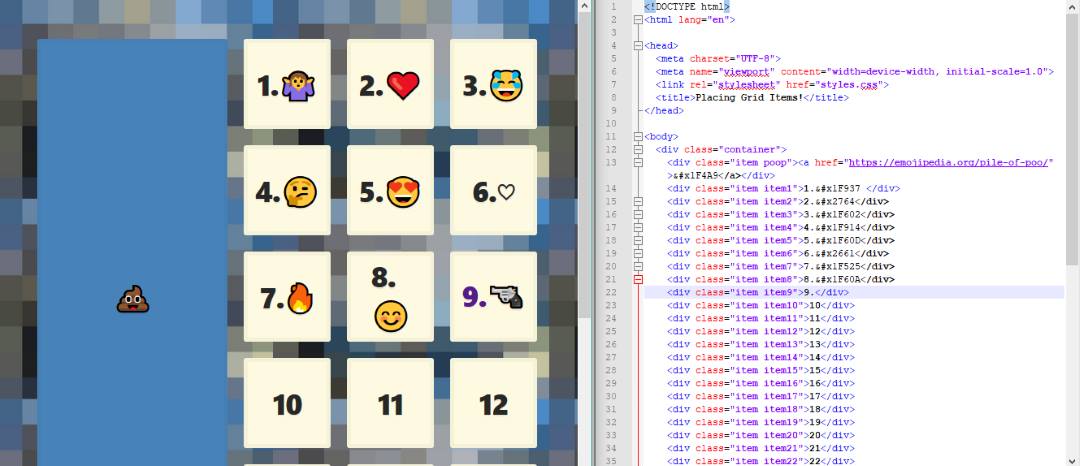 1.🤷
2.❤
3.😂
4.🤔
5.😍
6.♡
7.🔥
8.
😊
9.🔫
💩
10
11
12
1 <!DOCTYPE html>
2 <html lang="en">
3
4 <head>
5 <meta charset="UTF-8">
6 <meta name="viewport" content="width=device-width, initial-scale=1.0">
7 <link rel="stylesheet" href="styles.css">
8 <title>Placing Grid Items!</title>
9 </head>
10
11 <body>
12 <div class="container">
13 <div class="item poop"><a href="https://emojipedia.org/pile-of-poo/"
>&#x1F4A9</a></div>
14 <div class="item item1">1.&#x1F937 </div>
15 <div class="item item2">2.&#x2764</div>
16 <div class="item item3">3.&#x1F602</div>
17 <div class="item item4">4.&#x1F914</div>
18 <div class="item item5">5.&#x1F60D</div>
19 <div class="item item6">6.&#x2661</div>
20 <div class="item item7">7.&#x1F525</div>
21 <div class="item item8">8.&#x1F60A</div>
22 <div class="item item9">9.</div>
23 <div class="item item10">10</div>
24 <div class="item item11">11</div>
25 <div class="item item12">12</div>
26 <div class="item item13">13</div>
27 <div class="item item14">14</div>
28 <div class="item item15">15</div>
29 <div class="item item16">16</div>
30 <div class="item item17">17</div>
31 <div class="item item18">18</div>
32 <div class="item item19">19</div>
33 <div class="item item20">20</div>
34 <div class="item item21">21</div>
35 <div class="item item22">22</div>